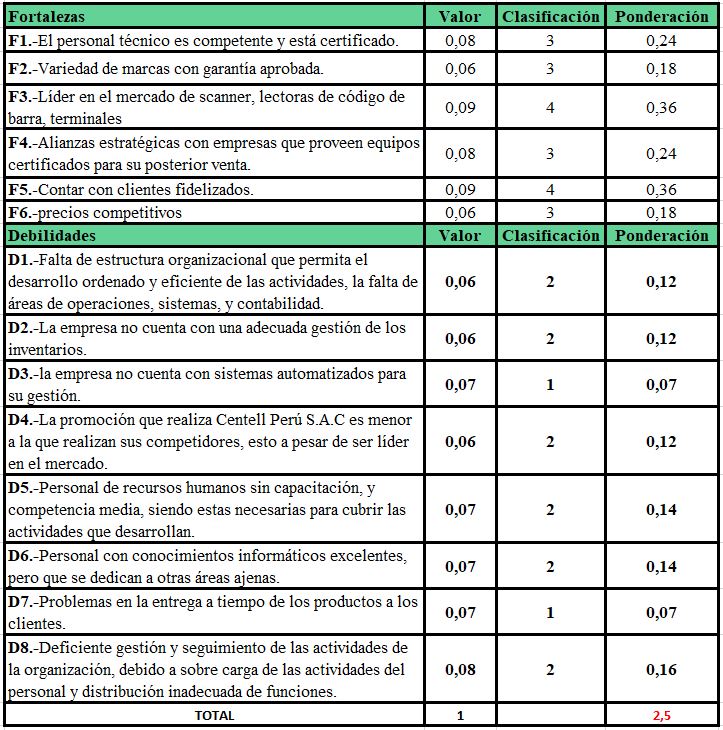 Fortalezas Valor Clasificación Ponderación
F1.-El personal técnico es competente y está certificado. 0,08 3 0,24
F2.-Variedad de marcas con garantía aprobada. 0,06 3 0,18
F3.-Líder en el mercado de scanner, lectoras de código de
barra, terminales 0,09 4 0,36
F4.-Alianzas estratégicas con empresas que proveen equipos
certificados para su posterior venta. 0,08 3 0,24
F5.-Contar con clientes fidelizados. 0,09 4 0,36
F6.-precios competitivos 0,06 3 0,18
Debilidades Valor Clasificación Ponderación
D1.-Falta de estructura organizacional que permita el
desarrollo ordenado y eficiente de las actividades, la falta de
áreas de operaciones, sistemas, y contabilidad. 0,06 2 0,12
D2.-La empresa no cuenta con una adecuada gestión de los
inventarios. 0,06 2 0,12
D3.-la empresa no cuenta con sistemas automatizados para
su gestión. 0,07 1 0,07
D4.-La promoción que realiza Centell Perú S.A.C es menor
a la que realizan sus competidores, esto a pesar de ser líder
en el mercado. 0,06 2 0,12
D5.-Personal de recursos humanos sin capacitación, y
competencia media, siendo estas necesarias para cubrir las
actividades que desarrollan. 0,07 2 0,14
D6.-Personal con conocimientos informáticos excelentes,
pero que se dedican a otras áreas ajenas. 0,07 2 0,14
D7.-Problemas en la entrega a tiempo de los productos a los
clientes. 0,07 1 0,07
D8.-Deficiente gestión y seguimiento de las actividades de
la organización, debido a sobre carga de las actividades del
personal y distribución inadecuada de funciones. 0,08 2 0,16
TOTAL 1 2,5